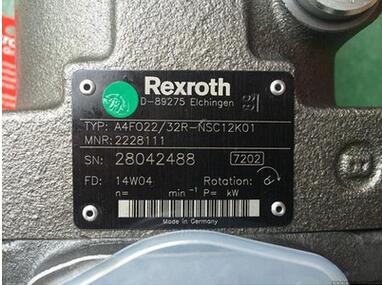 Rexroth
D-89275 Elchingen
TYP: A4FO22/32R-NSC12K01
MNR: 2228111
SN: 28042488 7202
FD: 14W04 Rotation:
n= min⁻¹ P= kW
Made in Germany